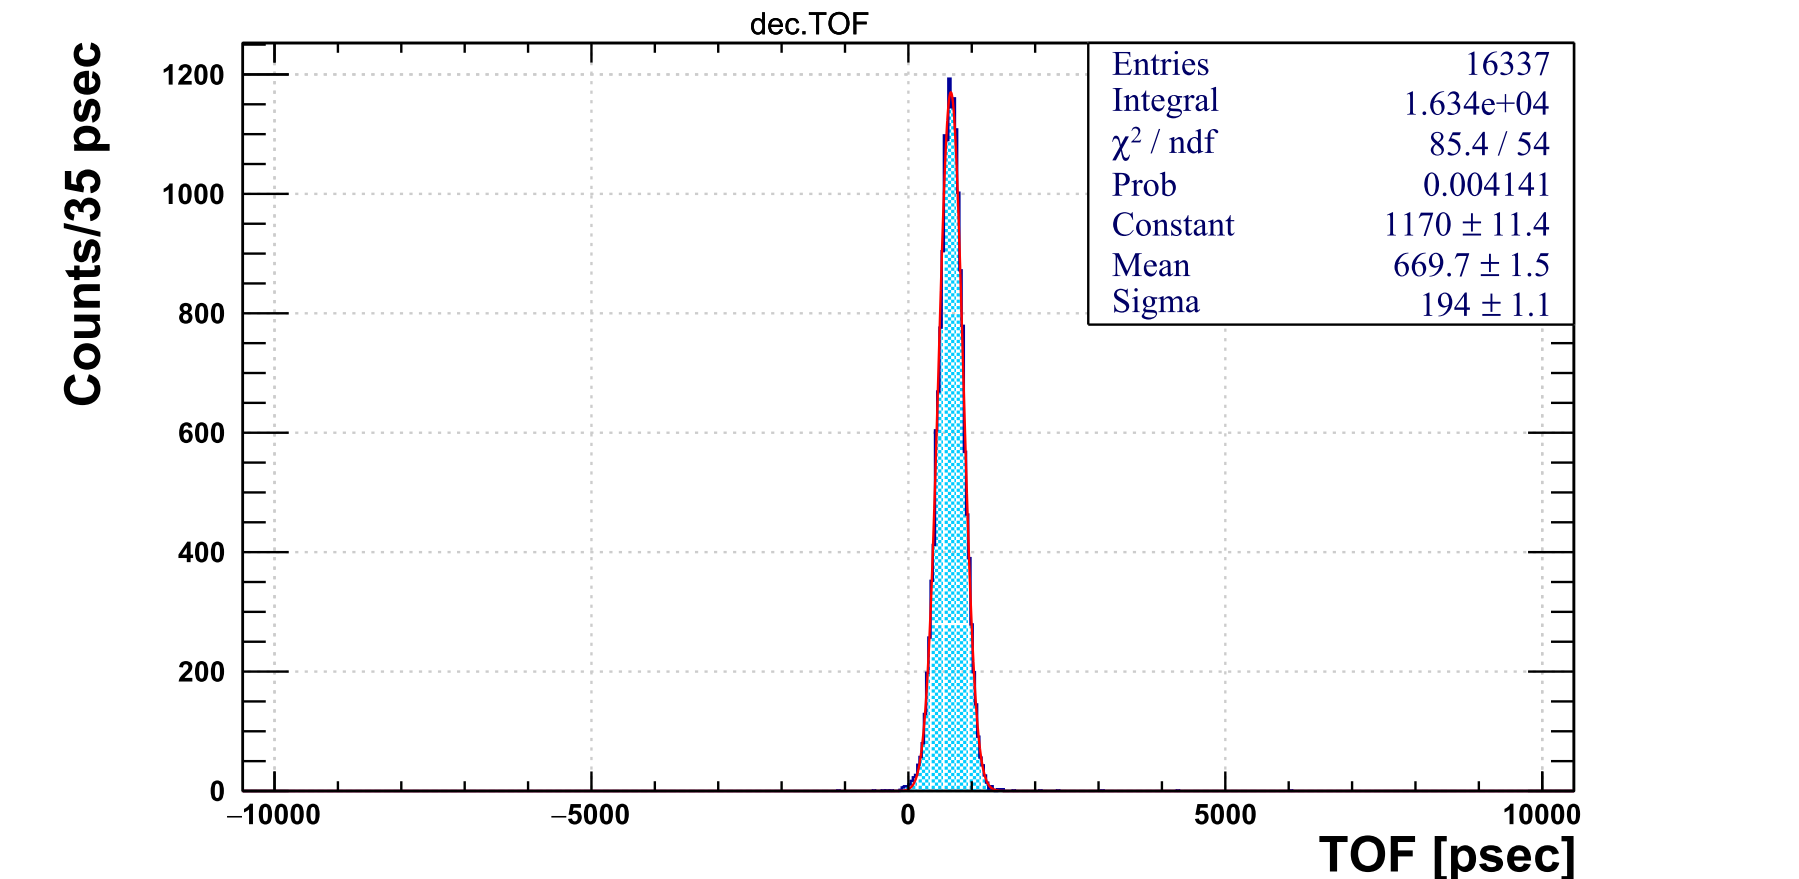 dec.TOF
Counts/35 psec
1200
1000
800
600
400
200
0
Entries 16337
Integral 1.634e+04
χ² / ndf 85.4 / 54
Prob 0.004141
Constant 1170 ± 11.4
Mean 669.7 ± 1.5
Sigma 194 ± 1.1
−10000 −5000 0 5000 10000
TOF [psec]